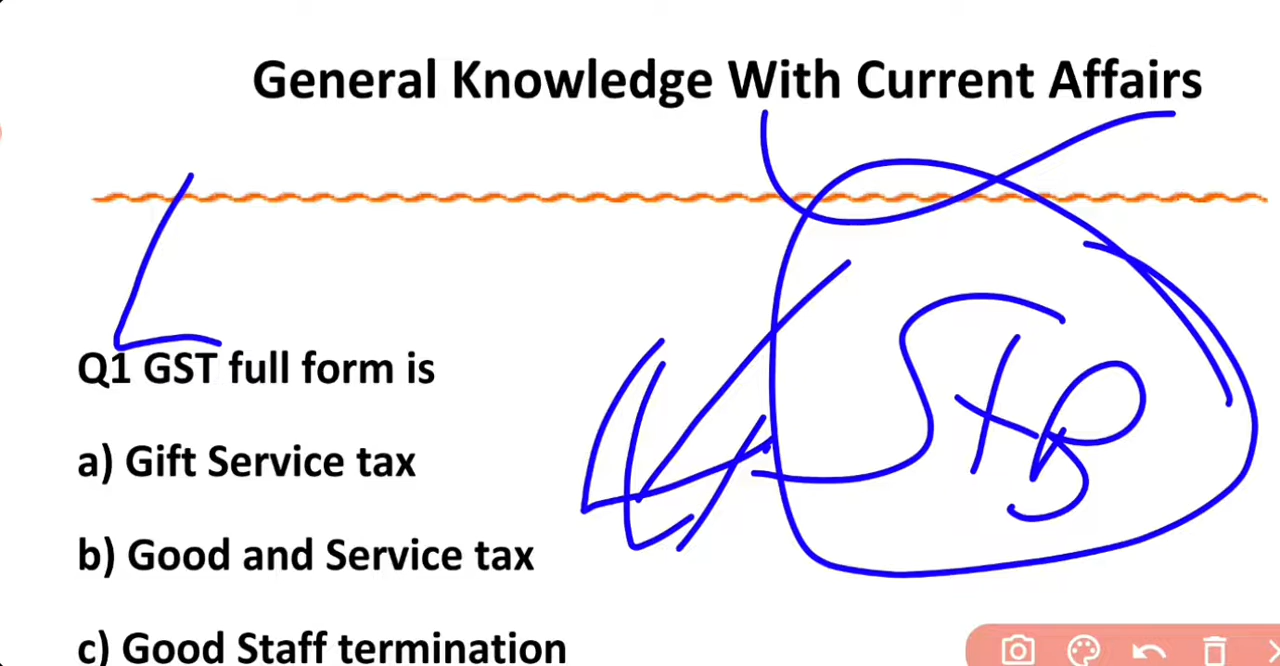 General Knowledge With Current Affairs
Q1 GST full form is
a) Gift Service tax
b) Good and Service tax
c) Good Staff termination